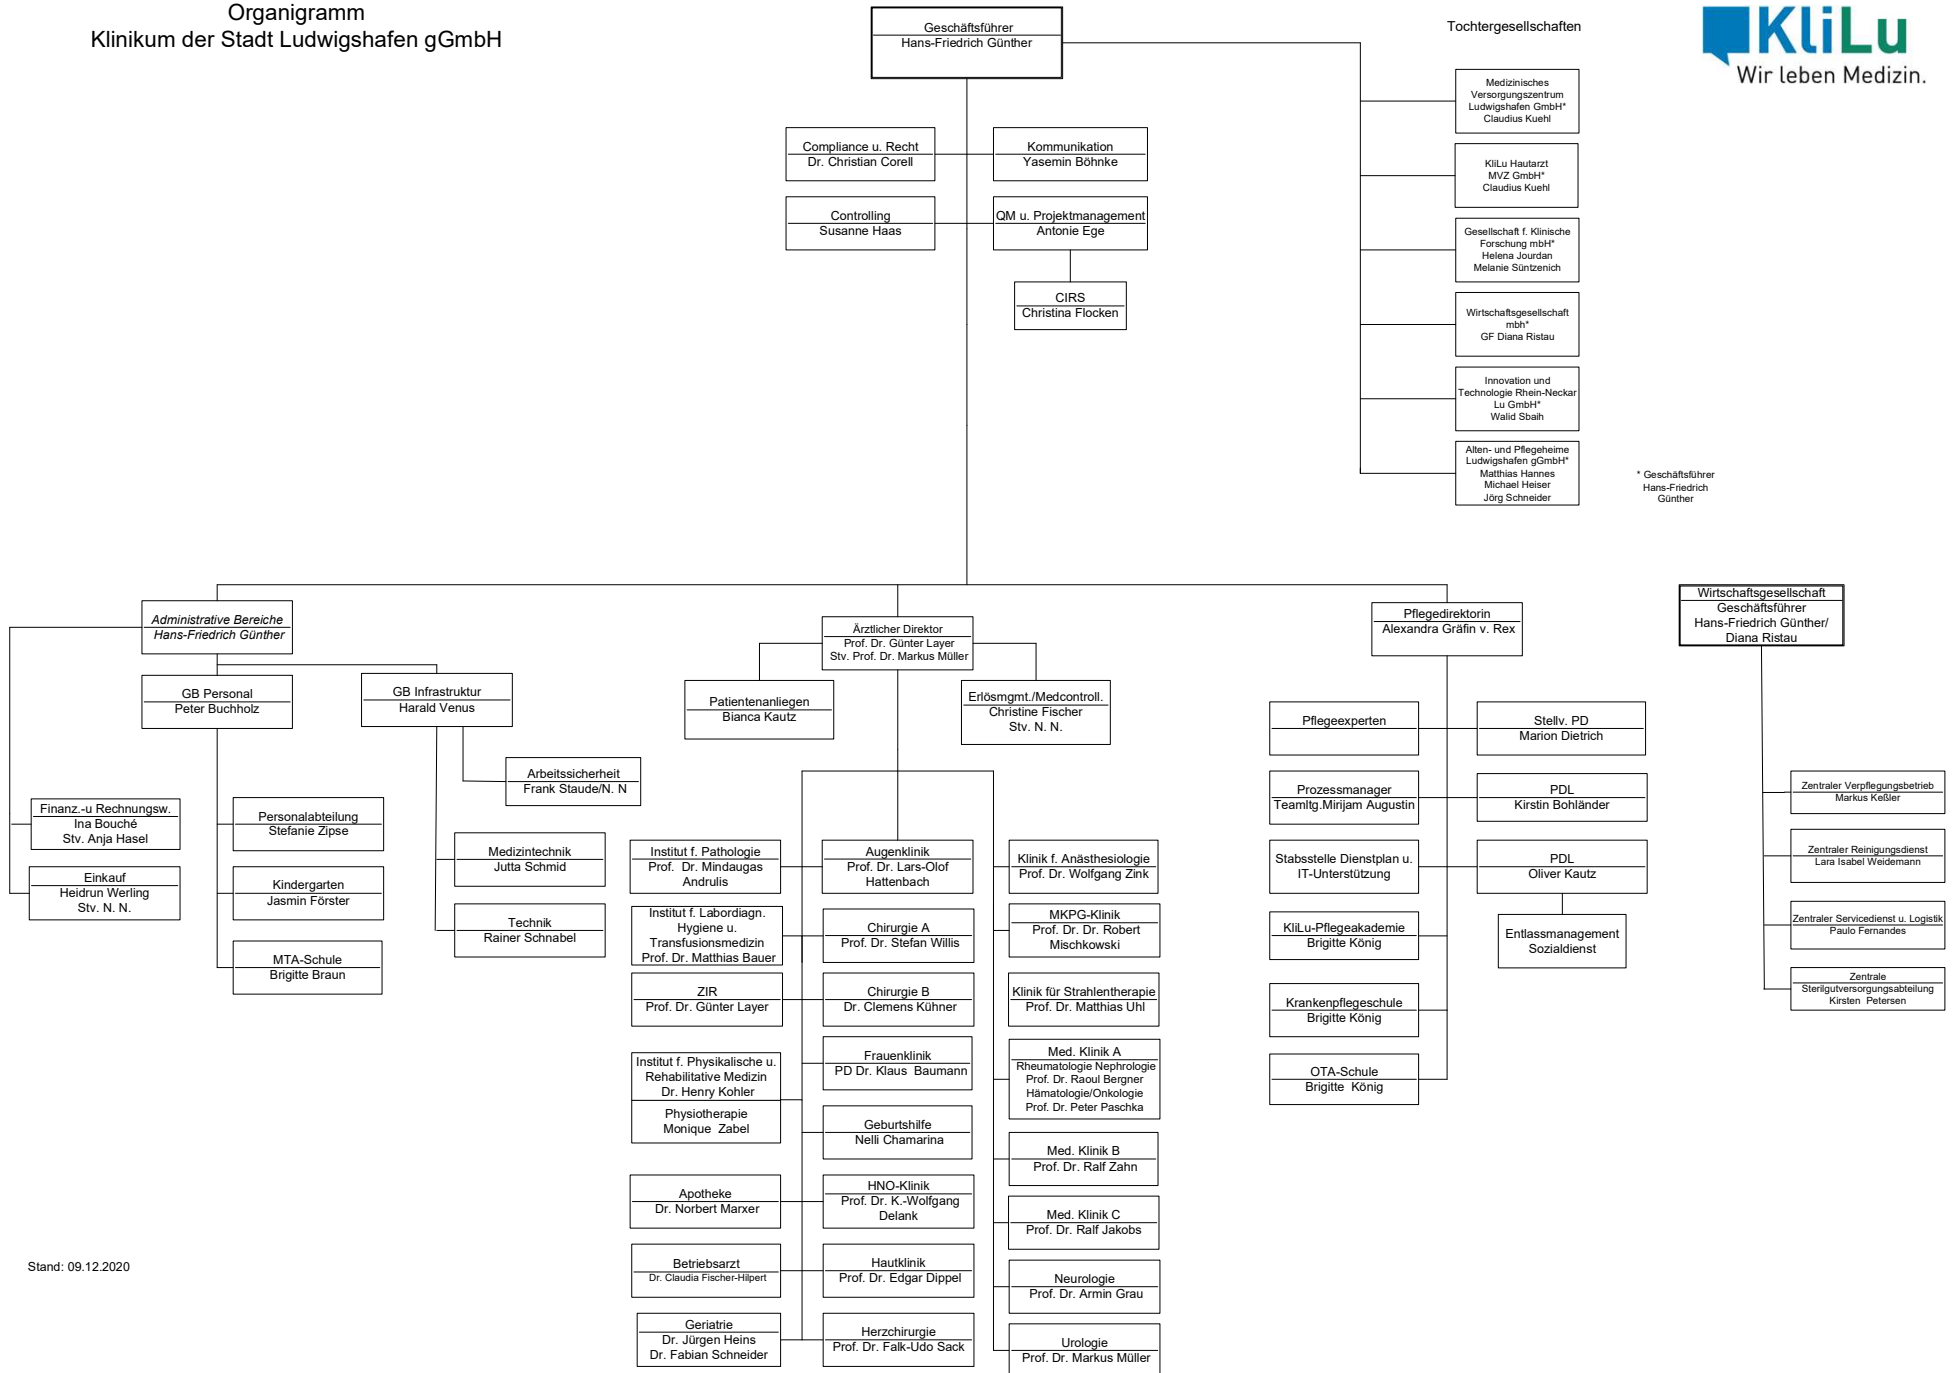 Organigramm
Klinikum der Stadt Ludwigshafen gGmbH
Geschäftsführer
Hans-Friedrich Günther
Tochtergesellschaften
KliLu
Wir leben Medizin.
Medizinisches
Versorgungszentrum
Ludwigshafen GmbH*
Claudius Kuehl
KliLu Hautarzt
MVZ GmbH*
Claudius Kuehl
Gesellschaft f. Klinische
Forschung mbH*
Helena Jourdan
Melanie Süntzenich
Wirtschaftsgesellschaft
mbh*
GF Diana Ristau
Innovation und
Technologie Rhein-Neckar
Lu GmbH*
Walid Sbaih
Alten- und Pflegeheime
Ludwigshafen gGmbH*
Matthias Hannes
Michael Heiser
Jörg Schneider
* Geschäftsführer
Hans-Friedrich
Günther
Compliance u. Recht
Dr. Christian Corell
Kommunikation
Yasemin Böhnke
Controlling
Susanne Haas
QM u. Projektmanagement
Antonie Ege
CIRS
Christina Flocken
Administrative Bereiche
Hans-Friedrich Günther
GB Personal
Peter Buchholz
GB Infrastruktur
Harald Venus
Arbeitssicherheit
Frank Staude/N. N
Finanz.-u Rechnungsw.
Ina Bouché
Stv. Anja Hasel
Einkauf
Heidrun Werling
Stv. N. N.
Personalabteilung
Stefanie Zipse
Kindergarten
Jasmin Förster
MTA-Schule
Brigitte Braun
Medizintechnik
Jutta Schmid
Technik
Rainer Schnabel
Ärztlicher Direktor
Prof. Dr. Günter Layer
Stv. Prof. Dr. Markus Müller
Patientenanliegen
Bianca Kautz
Erlösmgmt./Medcontroll.
Christine Fischer
Stv. N. N.
Institut f. Pathologie
Prof. Dr. Mindaugas
Andrulis
Institut f. Labordiagn.
Hygiene u.
Transfusionsmedizin
Prof. Dr. Matthias Bauer
ZIR
Prof. Dr. Günter Layer
Institut f. Physikalische u.
Rehabilitative Medizin
Dr. Henry Kohler
Physiotherapie
Monique Zabel
Apotheke
Dr. Norbert Marxer
Betriebsarzt
Dr. Claudia Fischer-Hilpert
Geriatrie
Dr. Jürgen Heins
Dr. Fabian Schneider
Augenklinik
Prof. Dr. Lars-Olof
Hattenbach
Chirurgie A
Prof. Dr. Stefan Willis
Chirurgie B
Dr. Clemens Kühner
Frauenklinik
PD Dr. Klaus Baumann
Geburtshilfe
Nelli Chamarina
HNO-Klinik
Prof. Dr. K.-Wolfgang
Delank
Hautklinik
Prof. Dr. Edgar Dippel
Herzchirurgie
Prof. Dr. Falk-Udo Sack
Klinik f. Anästhesiologie
Prof. Dr. Wolfgang Zink
MKPG-Klinik
Prof. Dr. Dr. Robert
Mischkowski
Klinik für Strahlentherapie
Prof. Dr. Matthias Uhl
Med. Klinik A
Rheumatologie Nephrologie
Prof. Dr. Raoul Bergner
Hämatologie/Onkologie
Prof. Dr. Peter Paschka
Med. Klinik B
Prof. Dr. Ralf Zahn
Med. Klinik C
Prof. Dr. Ralf Jakobs
Neurologie
Prof. Dr. Armin Grau
Urologie
Prof. Dr. Markus Müller
Pflegedirektorin
Alexandra Gräfin v. Rex
Pflegeexperten
Stellv. PD
Marion Dietrich
Prozessmanager
Teamltg.Mirijam Augustin
PDL
Kirstin Bohländer
Stabsstelle Dienstplan u.
IT-Unterstützung
PDL
Oliver Kautz
KliLu-Pflegeakademie
Brigitte König
Entlassmanagement
Sozialdienst
Krankenpflegeschule
Brigitte König
OTA-Schule
Brigitte König
Wirtschaftsgesellschaft
Geschäftsführer
Hans-Friedrich Günther/
Diana Ristau
Zentraler Verpflegungsbetrieb
Markus Keßler
Zentraler Reinigungsdienst
Lara Isabel Weidemann
Zentraler Servicedienst u. Logistik
Paulo Fernandes
Zentrale
Sterilgutversorgungsabteilung
Kirsten Petersen
Stand: 09.12.2020